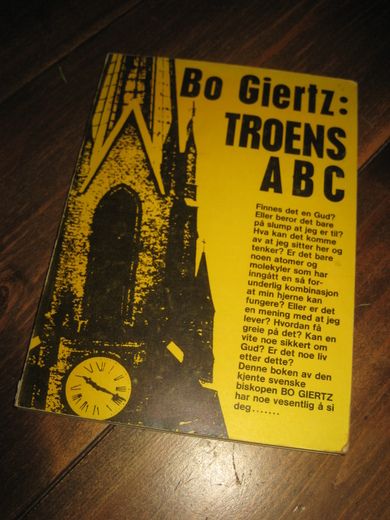 Bo Giertz:
TROENS
ABC
Finnes det en Gud?
Eller beror det bare
på slump at jeg er til?
Hva kan det komme
av at jeg sitter her og
tenker? Er det bare
noen atomer og
molekyler som har
inngått en så for-
underlig kombinasjon
at min hjerne kan
fungere? Eller er det
en mening med at jeg
lever? Hvordan få
greie på det? Kan en
vite noe sikkert om
Gud? Er det noe liv
etter dette?
Denne boken av den
kjente svenske
biskopen BO GIERTZ
har noe vesentlig å si
deg.......